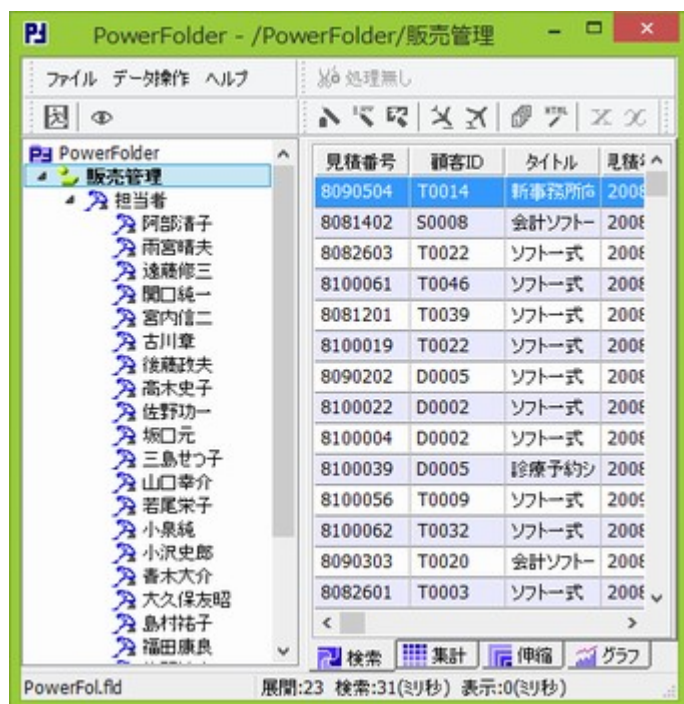 PowerFolder - /PowerFolder/販売管理
ファイル データ操作 ヘルプ
処理無し
PowerFolder
販売管理
担当者
阿部清子
雨宮晴夫
遠藤修三
関口純一
宮内信二
古川章
後藤政夫
高木史子
佐野功一
坂口元
三島せつ子
山口幸介
若尾栄子
小泉純
小沢史郎
青木大介
大久保友昭
島村祐子
福田康良
見積番号 顧客ID タイトル 見積
8090504 T0014 新事務所向 2008
8081402 S0008 会計ソフトー 2008
8082603 T0022 ソフト一式 2008
8100061 T0046 ソフト一式 2008
8081201 T0039 ソフト一式 2008
8100019 T0022 ソフト一式 2008
8090202 D0005 ソフト一式 2008
8100022 D0002 ソフト一式 2008
8100004 D0002 ソフト一式 2008
8100039 D0005 診療予約シ 2008
8100056 T0009 ソフト一式 2009
8100062 T0032 ソフト一式 2008
8090303 T0020 会計ソフトー 2008
8082601 T0003 ソフト一式 2008
検索 集計 伸縮 グラフ
PowerFol.fld 展開:23 検索:31(ミリ秒) 表示:0(ミリ秒)